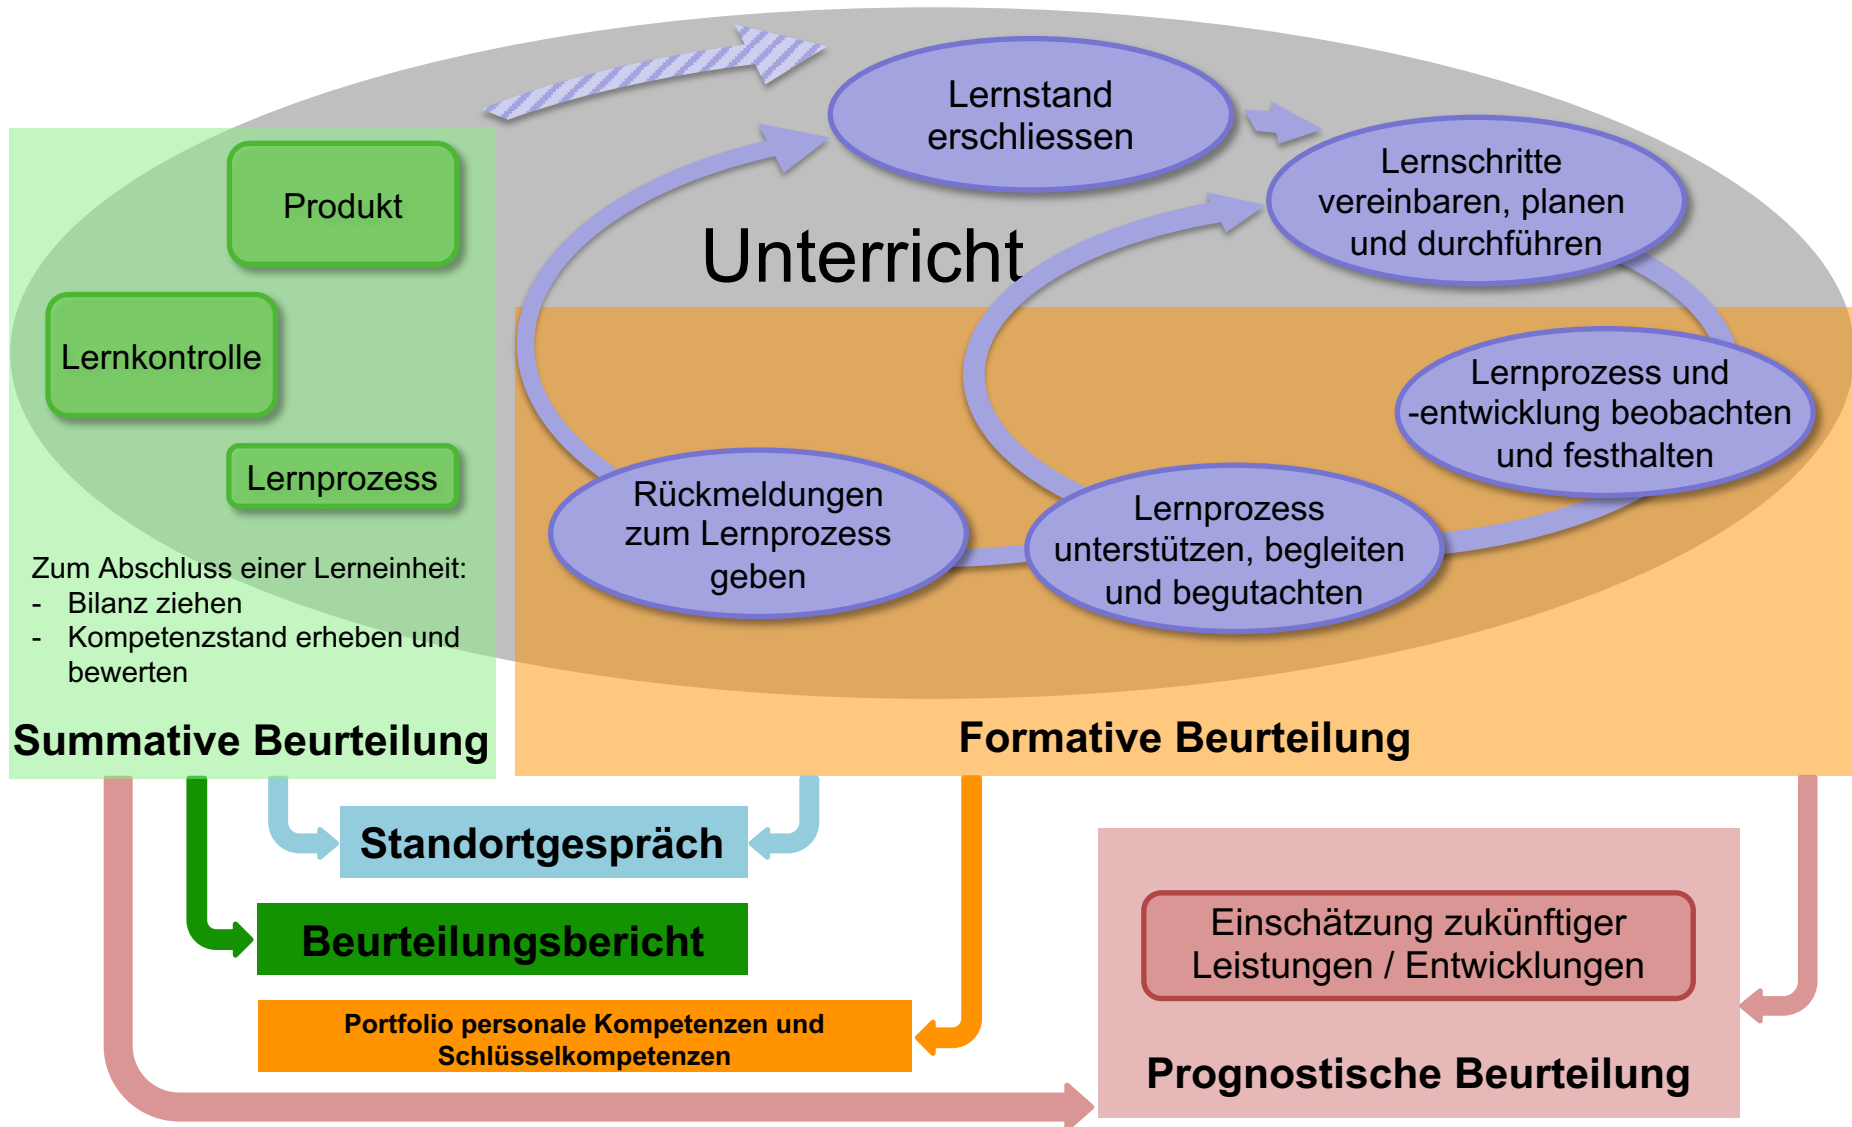 Lernstand
erschliessen
Lernschritte
vereinbaren, planen
und durchführen
Produkt
Unterricht
Lernkontrolle
Lernprozess und
-entwicklung beobachten
und festhalten
Lernprozess
Rückmeldungen
zum Lernprozess
geben
Lernprozess
unterstützen, begleiten
und begutachten
Zum Abschluss einer Lerneinheit:
- Bilanz ziehen
- Kompetenzstand erheben und
bewerten
Summative Beurteilung
Formative Beurteilung
Standortgespräch
Beurteilungsbericht
Portfolio personale Kompetenzen und
Schlüsselkompetenzen
Einschätzung zukünftiger
Leistungen / Entwicklungen
Prognostische Beurteilung